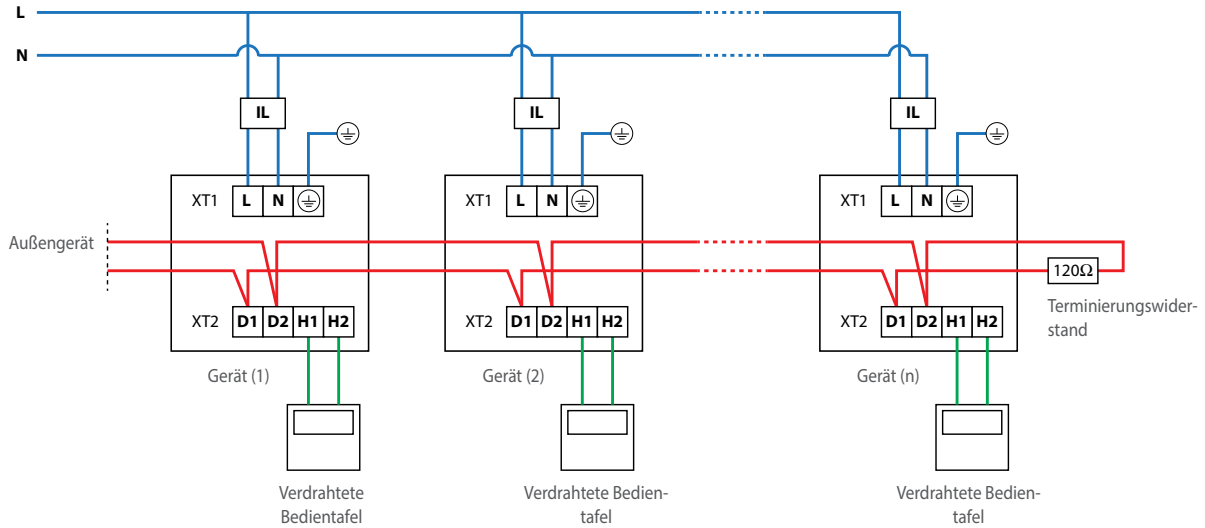 L
N
IL
IL
IL
XT1
L N
XT1
L N
XT1
L N
Außengerät
120Ω
Terminierungswider-
stand
XT2
D1 D2 H1 H2
XT2
D1 D2 H1 H2
XT2
D1 D2 H1 H2
Gerät (1)
Gerät (2)
Gerät (n)
Verdrahtete
Bedientafel
Verdrahtete Bedien-
tafel
Verdrahtete Bedien-
tafel